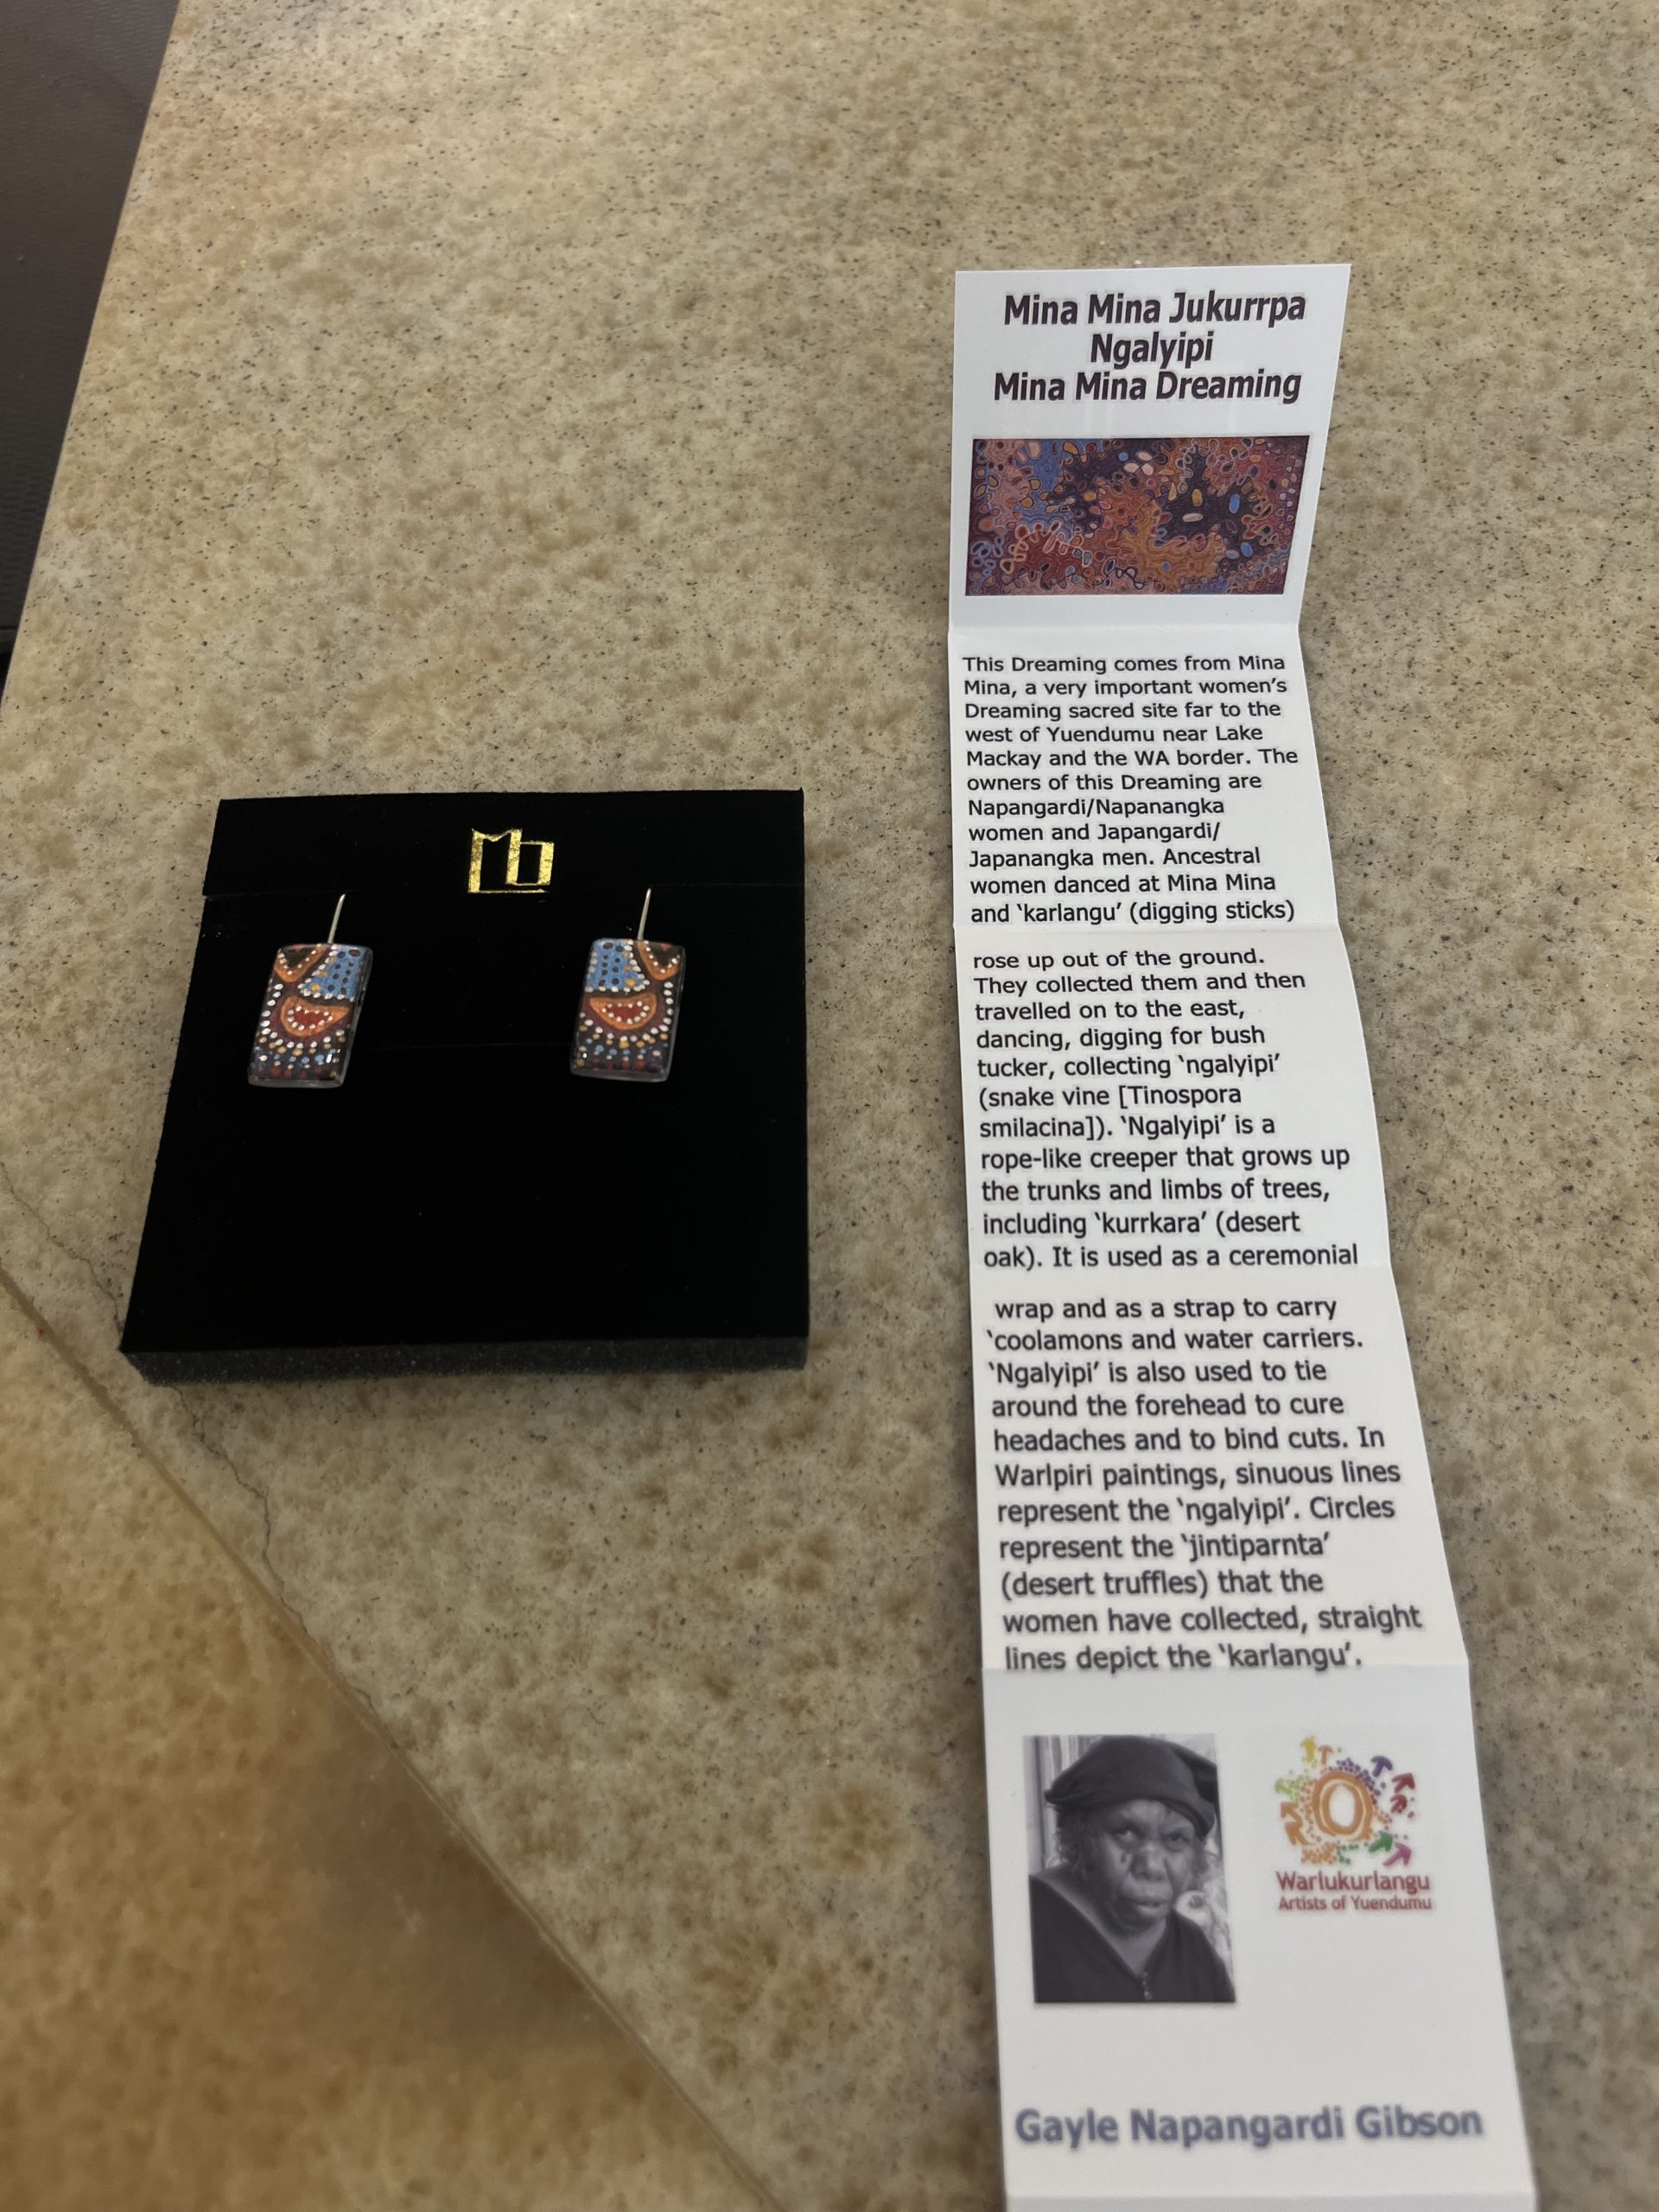 Mb
Mina Mina Jukurrpa
Ngalyipi
Mina Mina Dreaming
This Dreaming comes from Mina
Mina, a very important women's
Dreaming sacred site far to the
west of Yuendumu near Lake
Mackay and the WA border. The
owners of this Dreaming are
Napangardi/Napanangka
women and Japangardi/
Japanangka men. Ancestral
women danced at Mina Mina
and ‘karlangu’ (digging sticks)
rose up out of the ground.
They collected them and then
travelled on to the east,
dancing, digging for bush
tucker, collecting ‘ngalyipi’
(snake vine [Tinospora
smilacina]). ‘Ngalyipi’ is a
rope-like creeper that grows up
the trunks and limbs of trees,
including ‘kurrkara’ (desert
oak). It is used as a ceremonial
wrap and as a strap to carry
‘coolamons and water carriers.
‘Ngalyipi’ is also used to tie
around the forehead to cure
headaches and to bind cuts. In
Warlpiri paintings, sinuous lines
represent the ‘ngalyipi’. Circles
represent the ‘jintiparnta’
(desert truffles) that the
women have collected, straight
lines depict the ‘karlangu’.
Warlukurlangu
Artists of Yuendumu
Gayle Napangardi Gibson